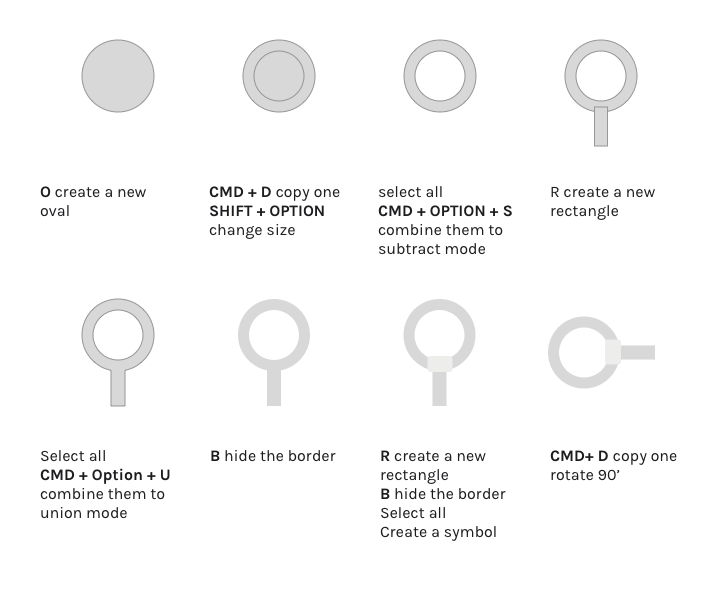 O create a new
oval
CMD + D copy one
SHIFT + OPTION
change size
select all
CMD + OPTION + S
combine them to
subtract mode
R create a new
rectangle
Select all
CMD + Option + U
combine them to
union mode
B hide the border
R create a new
rectangle
B hide the border
Select all
Create a symbol
CMD+ D copy one
rotate 90’